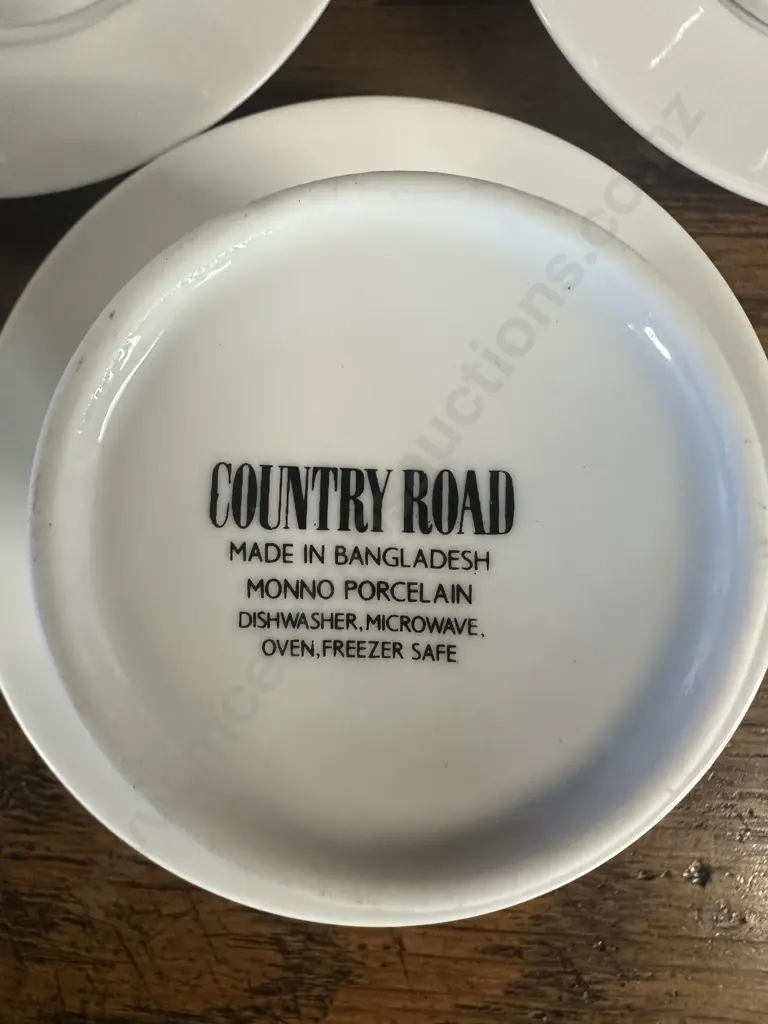 COUNTRY ROAD
MADE IN BANGLADESH
MONNO PORCELAIN
DISHWASHER, MICROWAVE,
OVEN, FREEZER SAFE